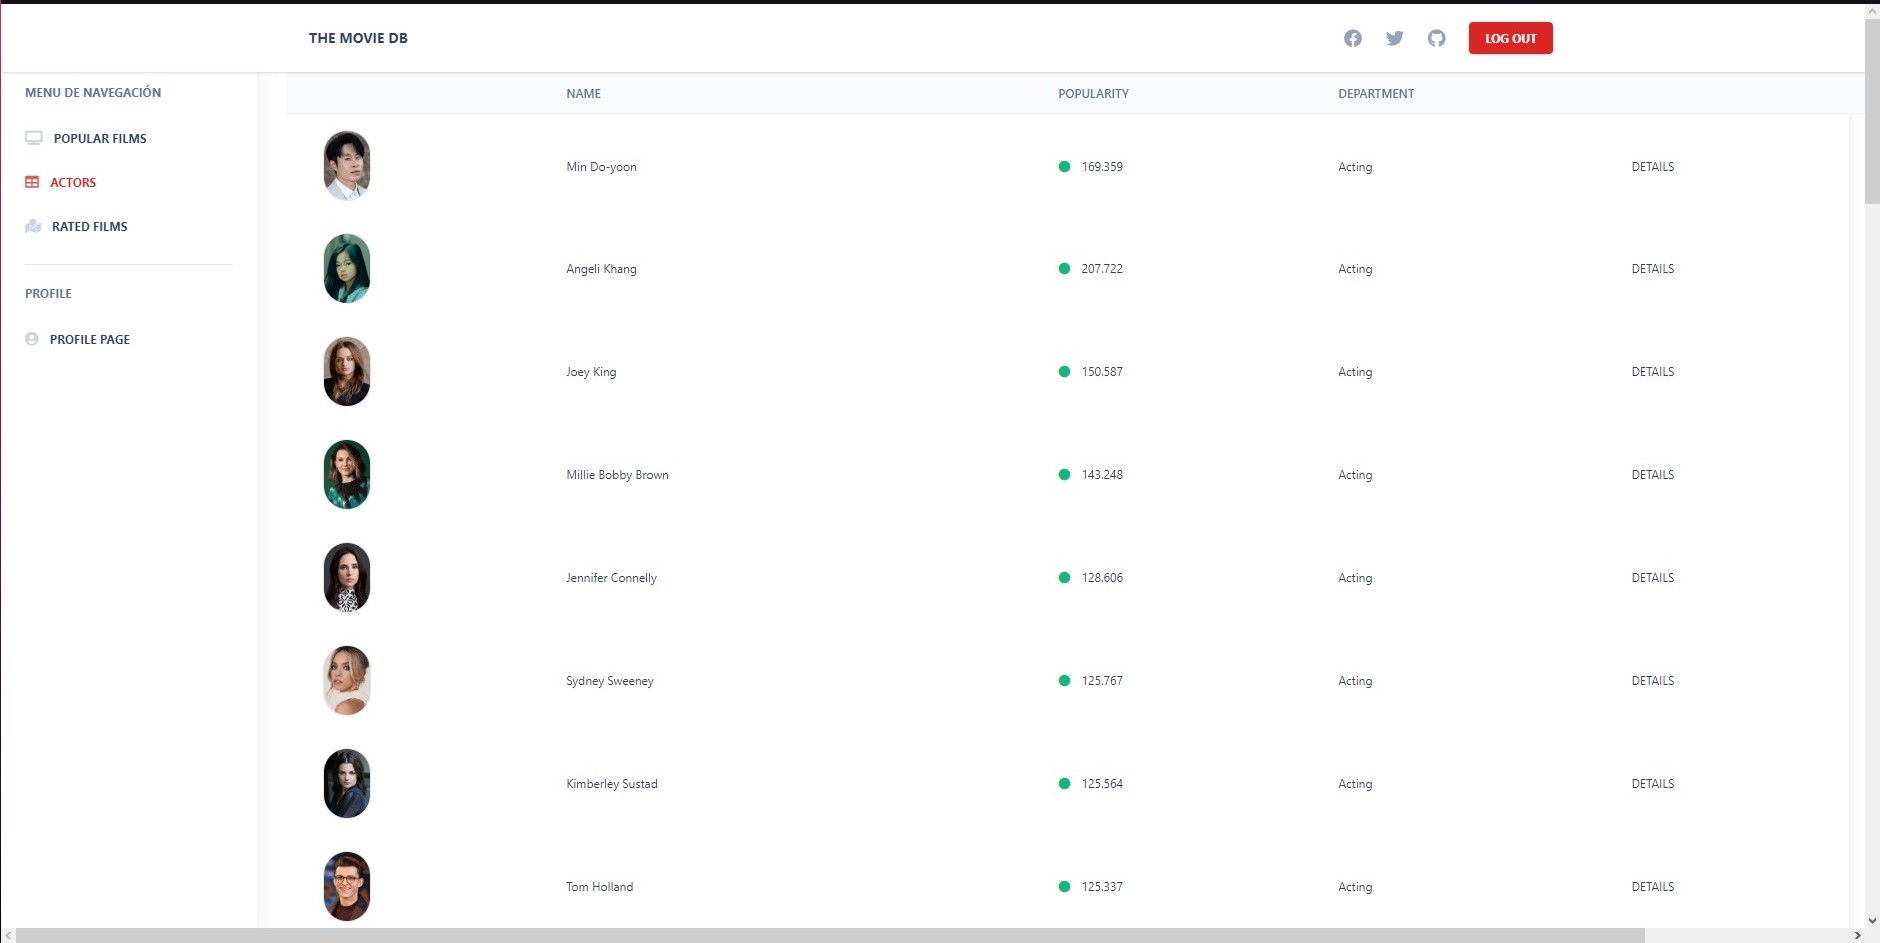 THE MOVIE DB LOG OUT
MENU DE NAVEGACIÓN
POPULAR FILMS
ACTORS
RATED FILMS
PROFILE
PROFILE PAGE
NAME POPULARITY DEPARTMENT
Min Do-yoon 169.359 Acting DETAILS
Angeli Khang 207.722 Acting DETAILS
Joey King 150.587 Acting DETAILS
Millie Bobby Brown 143.248 Acting DETAILS
Jennifer Connelly 128.606 Acting DETAILS
Sydney Sweeney 125.767 Acting DETAILS
Kimberley Sustad 125.564 Acting DETAILS
Tom Holland 125.337 Acting DETAILS